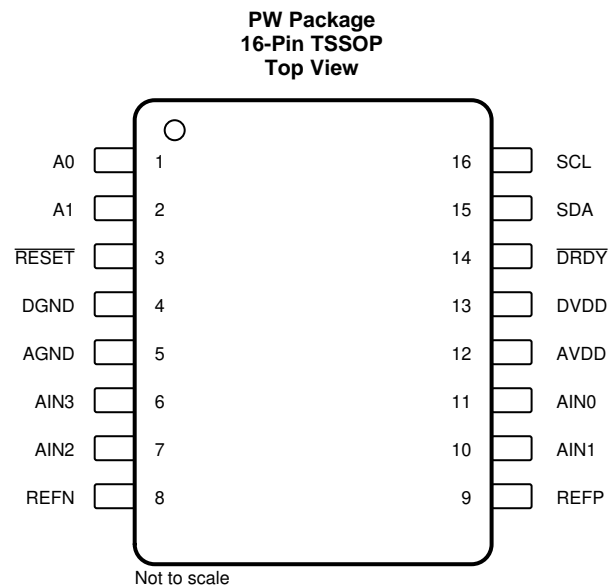 PW Package
16-Pin TSSOP
Top View
A0 1 16 SCL
A1 2 15 SDA
R̅E̅S̅E̅T̅ 3 14 D̅R̅D̅Y̅
DGND 4 13 DVDD
AGND 5 12 AVDD
AIN3 6 11 AIN0
AIN2 7 10 AIN1
REFN 8 9 REFP
Not to scale